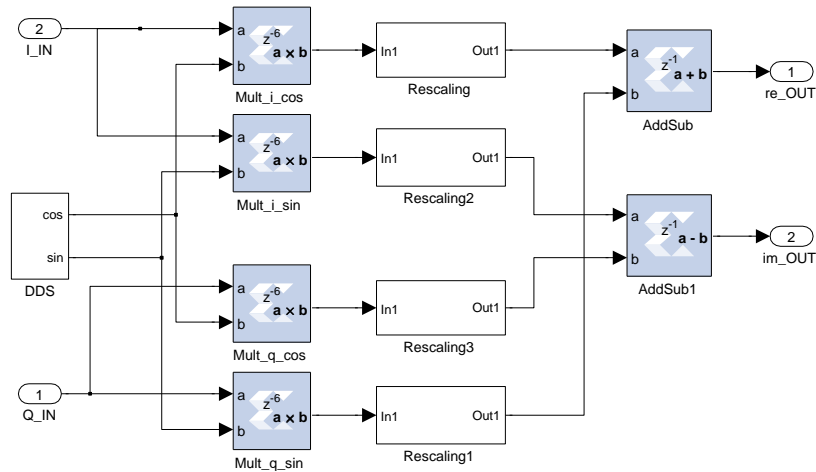 2
I_IN
a
b
z-6
a × b
Mult_i_cos
In1
Out1
Rescaling
a
b
z-1
a + b
AddSub
1
re_OUT
a
b
z-6
a × b
Mult_i_sin
In1
Out1
Rescaling2
cos
sin
DDS
a
b
z-1
a - b
AddSub1
2
im_OUT
a
b
z-6
a × b
Mult_q_cos
In1
Out1
Rescaling3
1
Q_IN
a
b
z-6
a × b
Mult_q_sin
In1
Out1
Rescaling1